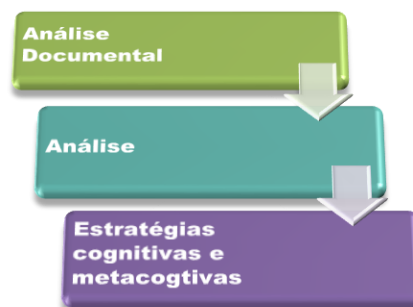 Análise
Documental
Análise
Estratégias
cognitivas e
metacogtivas